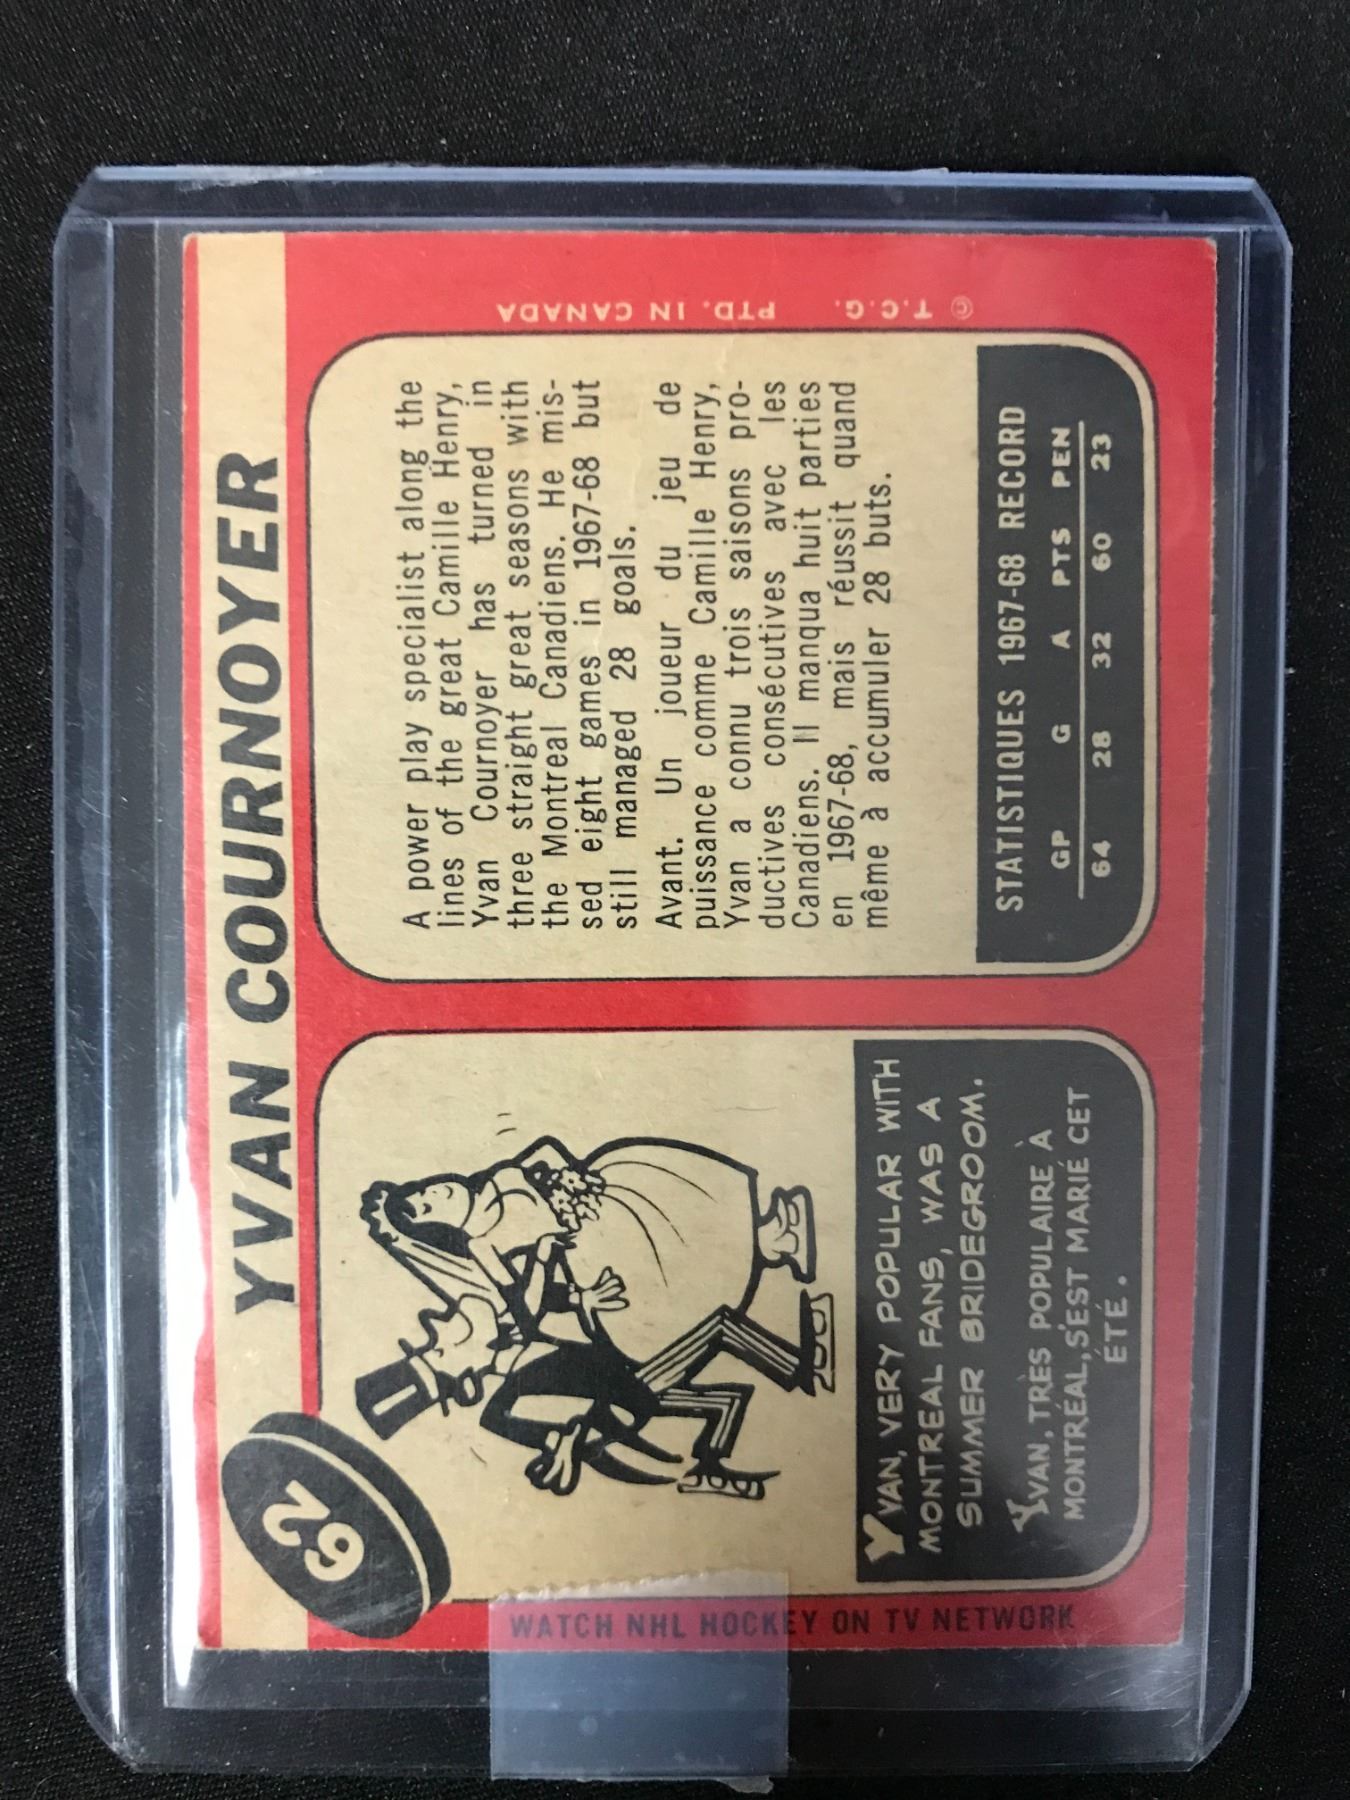 YVAN COURNOYER
62
A power play specialist along the
lines of the great Camille Henry,
Yvan Cournoyer has turned in
three straight great seasons with
the Montreal Canadiens. He mis-
sed eight games in 1967-68 but
still managed 28 goals.
Avant. Un joueur du jeu de
puissance comme Camille Henry,
Yvan a connu trois saisons pro-
ductives consécutives avec les
Canadiens. Il manqua huit parties
en 1967-68, mais réussit quand
même à accumuler 28 buts.
STATISTIQUES 1967-68 RECORD
GP G A PTS PEN
64 28 32 60 23
YVAN, VERY POPULAR WITH
MONTREAL FANS, WAS A
SUMMER BRIDEGROOM.
YVAN, TRÈS POPULAIRE À
MONTRÉAL, S'EST MARIÉ CET
ÉTÉ.
WATCH NHL HOCKEY ON TV NETWORK
© T.C.G. PTD. IN CANADA